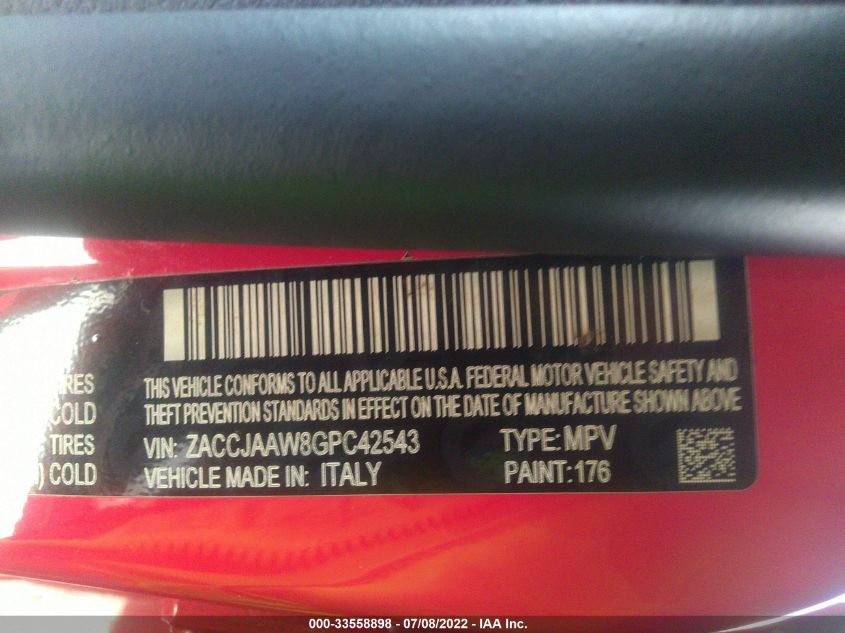 IRES
THIS VEHICLE CONFORMS TO ALL APPLICABLE U.S.A. FEDERAL MOTOR VEHICLE SAFETY AND
COLD
THEFT PREVENTION STANDARDS IN EFFECT ON THE DATE OF MANUFACTURE SHOWN ABOVE
TIRES
VIN: ZACCJAAW8GPC42543 TYPE: MPV
) COLD
VEHICLE MADE IN: ITALY PAINT: 176
000-33558898 - 07/08/2022 - IAA Inc.